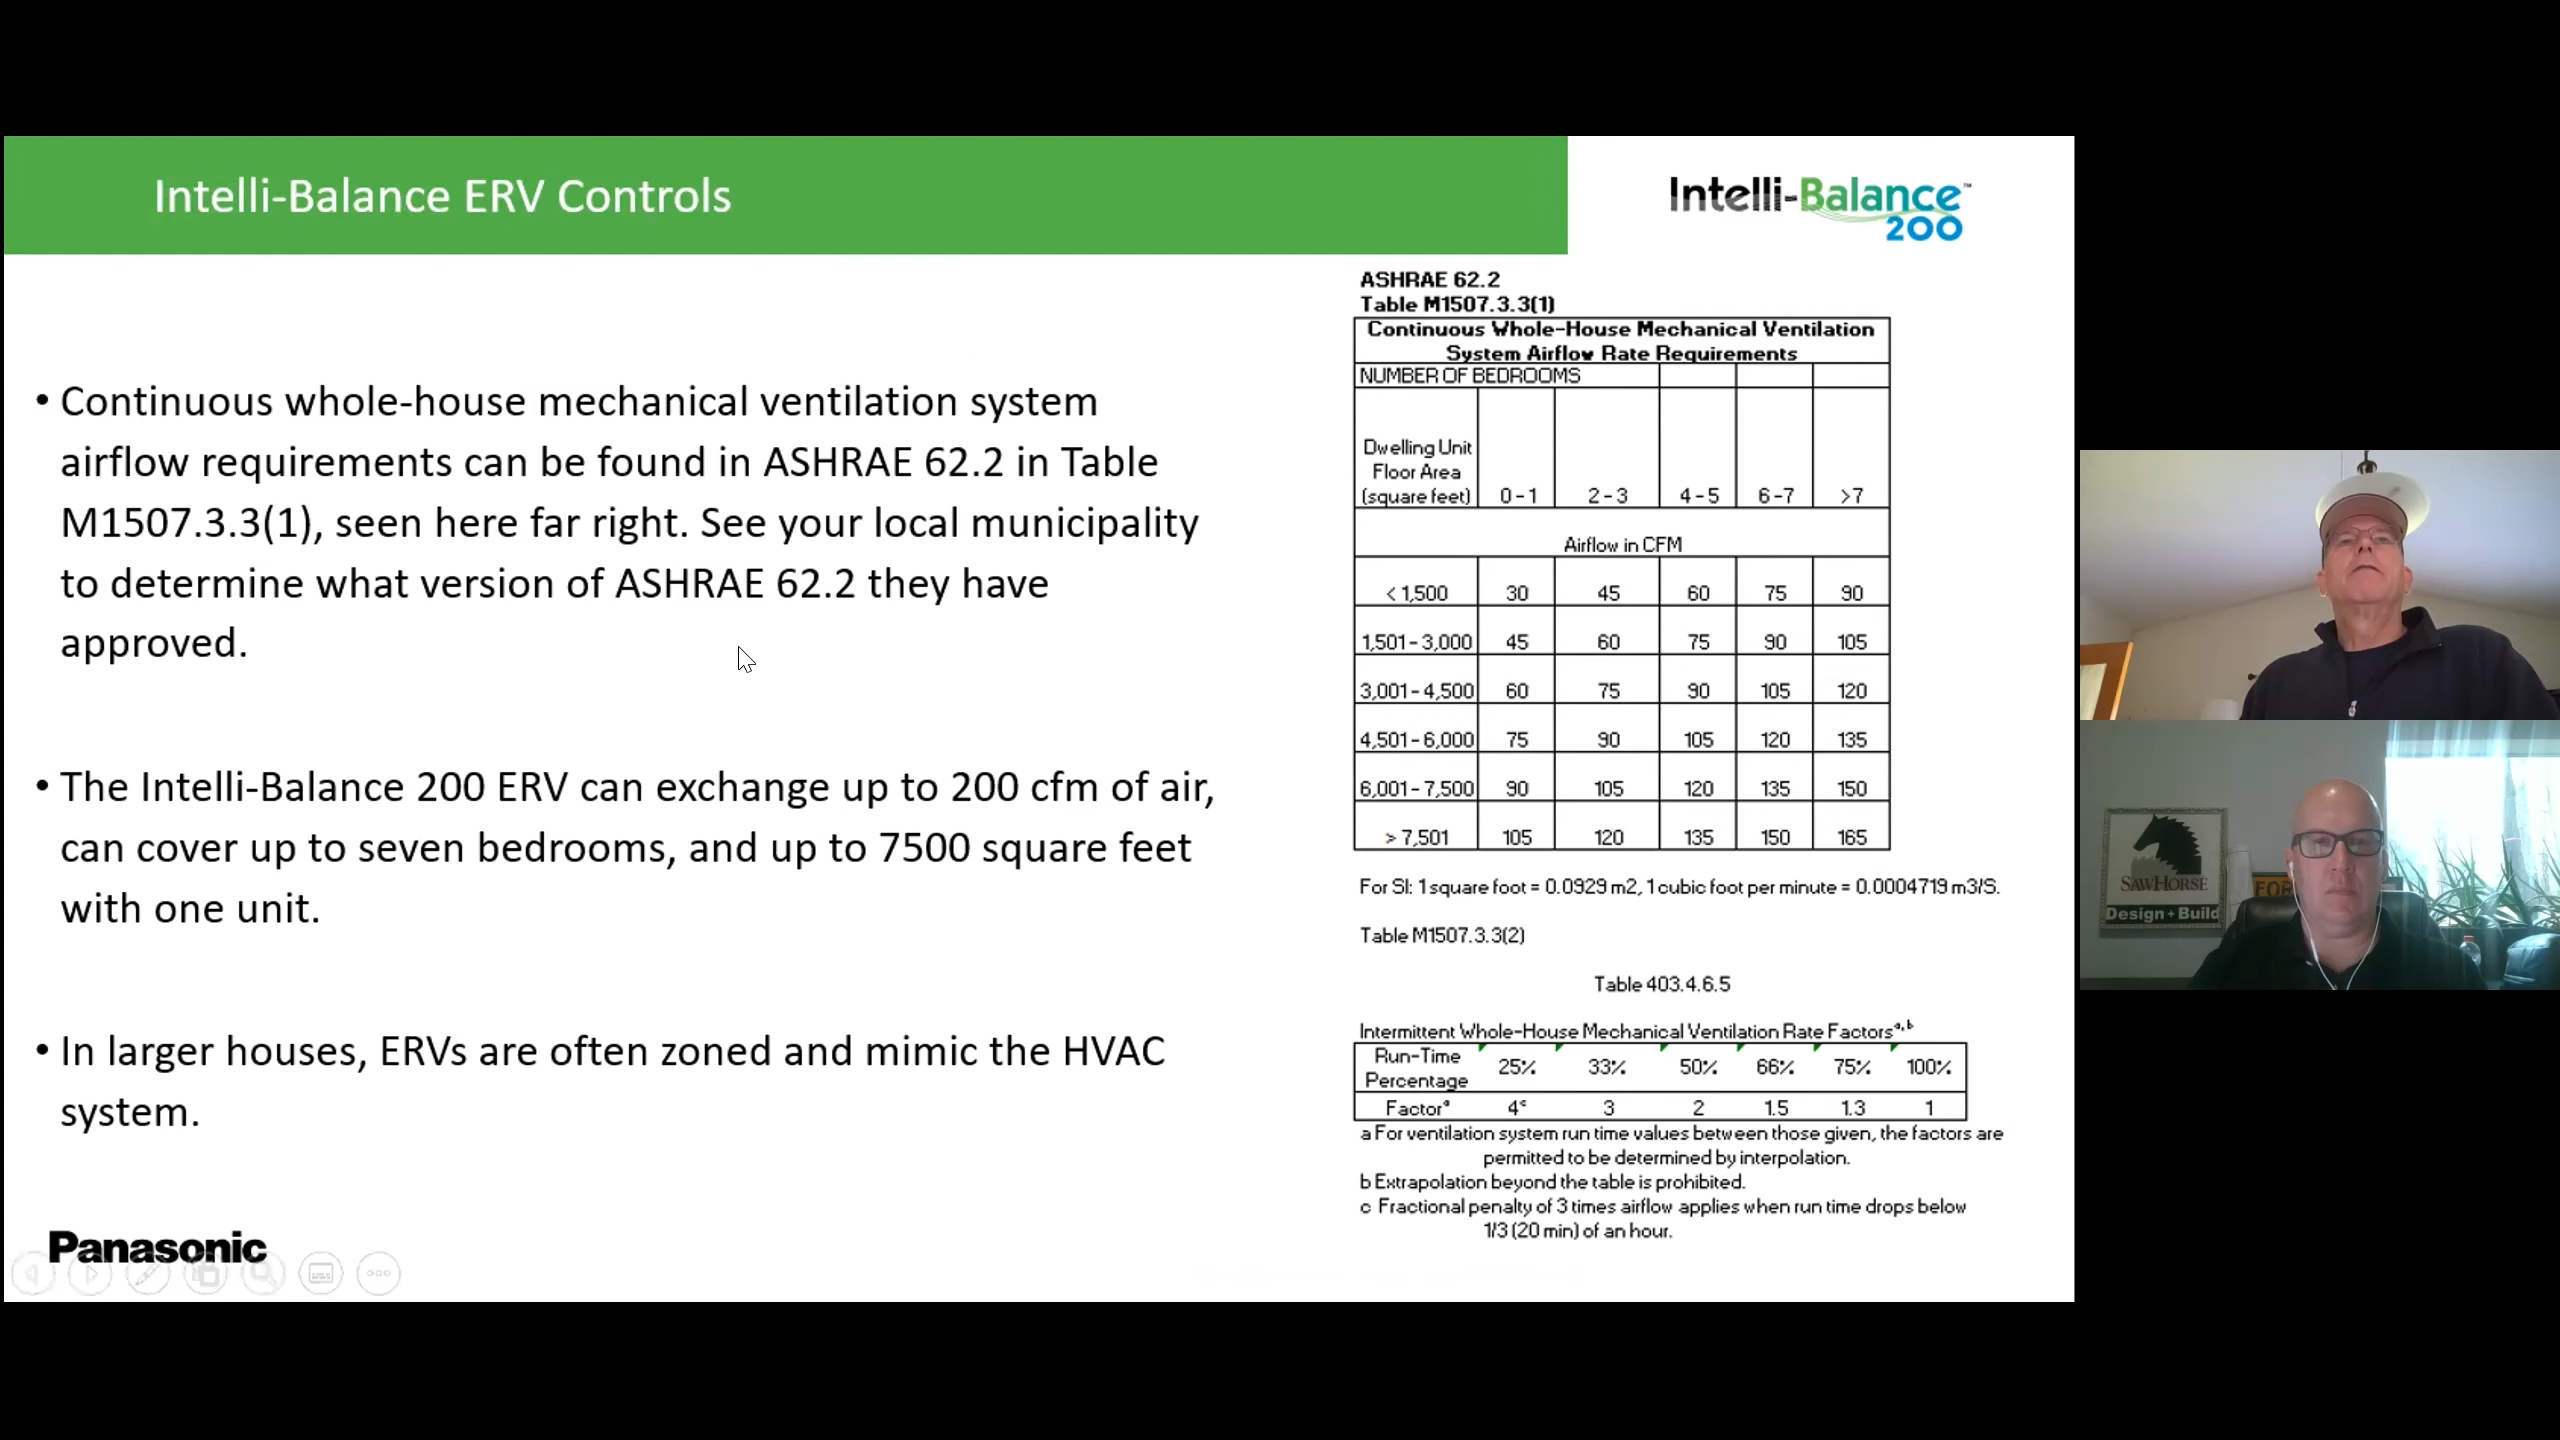 Intelli-Balance ERV Controls
Intelli-Balance™
200
• Continuous whole-house mechanical ventilation system
airflow requirements can be found in ASHRAE 62.2 in Table
M1507.3.3(1), seen here far right. See your local municipality
to determine what version of ASHRAE 62.2 they have
approved.
• The Intelli-Balance 200 ERV can exchange up to 200 cfm of air,
can cover up to seven bedrooms, and up to 7500 square feet
with one unit.
• In larger houses, ERVs are often zoned and mimic the HVAC
system.
Panasonic
ASHRAE 62.2
Table M1507.3.3(1)
Continuous Whole-House Mechanical Ventilation
System Airflow Rate Requirements
NUMBER OF BEDROOMS
Dwelling Unit
Floor Area
(square feet) 0-1 2-3 4-5 6-7 >7
Airflow in CFM
< 1,500 30 45 60 75 90
1,501-3,000 45 60 75 90 105
3,001-4,500 60 75 90 105 120
4,501-6,000 75 90 105 120 135
6,001-7,500 90 105 120 135 150
> 7,501 105 120 135 150 165
For SI: 1 square foot = 0.0929 m2, 1 cubic foot per minute = 0.0004719 m3/S.
Table M1507.3.3(2)
Table 403.4.6.5
Intermittent Whole-House Mechanical Ventilation Rate Factors a,b
Run-Time
Percentage 25% 33% 50% 66% 75% 100%
Factor a 4c 3 2 1.5 1.3 1
a For ventilation system run time values between those given, the factors are
permitted to be determined by interpolation.
b Extrapolation beyond the table is prohibited.
c Fractional penalty of 3 times airflow applies when run time drops below
1/3 (20 min) of an hour.
SAWHORSE
Design + Build
FOR